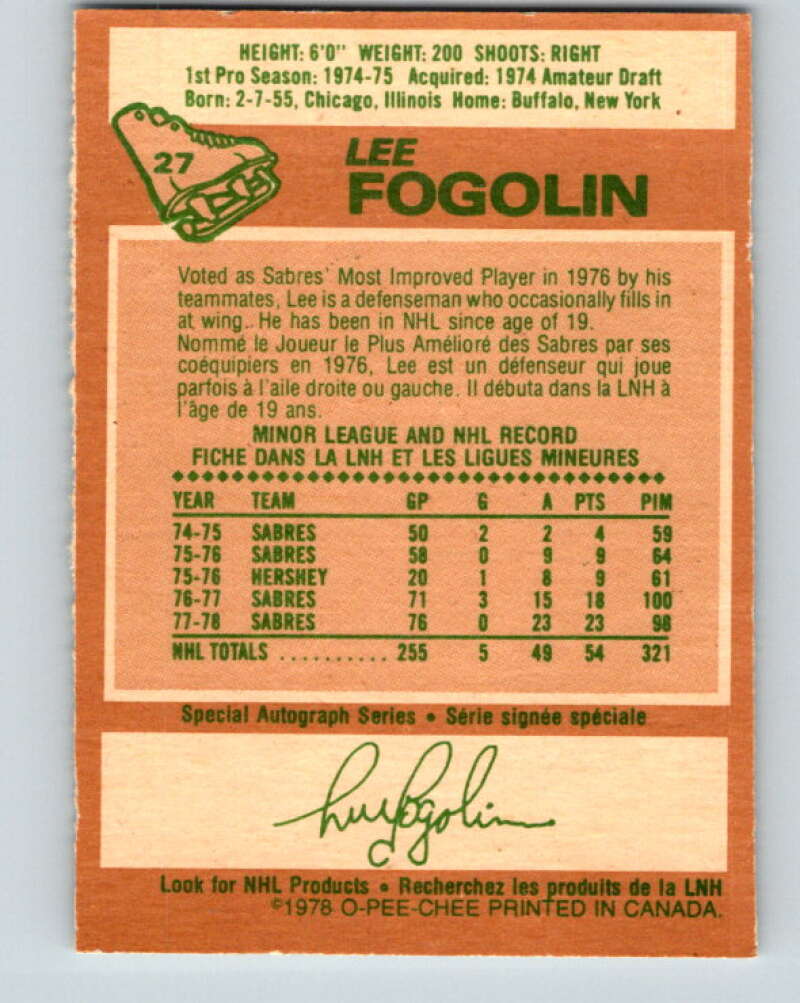 HEIGHT: 6'0" WEIGHT: 200 SHOOTS: RIGHT
1st Pro Season: 1974-75 Acquired: 1974 Amateur Draft
Born: 2-7-55, Chicago, Illinois Home: Buffalo, New York
27
LEE
FOGOLIN
Voted as Sabres' Most Improved Player in 1976 by his
teammates, Lee is a defenseman who occasionally fills in
at wing. He has been in NHL since age of 19.
Nommé le Joueur le Plus Amélioré des Sabres par ses
coéquipiers en 1976, Lee est un défenseur qui joue
parfois à l'aile droite ou gauche. Il débuta dans la LNH à
l'âge de 19 ans.
MINOR LEAGUE AND NHL RECORD
FICHE DANS LA LNH ET LES LIGUES MINEURES
YEAR TEAM GP G A PTS PIM
74-75 SABRES 50 2 2 4 59
75-76 SABRES 58 0 9 9 64
75-76 HERSHEY 20 1 8 9 61
76-77 SABRES 71 3 15 18 100
77-78 SABRES 76 0 23 23 98
NHL TOTALS .......... 255 5 49 54 321
Special Autograph Series • Série signée spéciale
Lee Fogolin
Look for NHL Products • Recherchez les produits de la LNH
©1978 O-PEE-CHEE PRINTED IN CANADA.